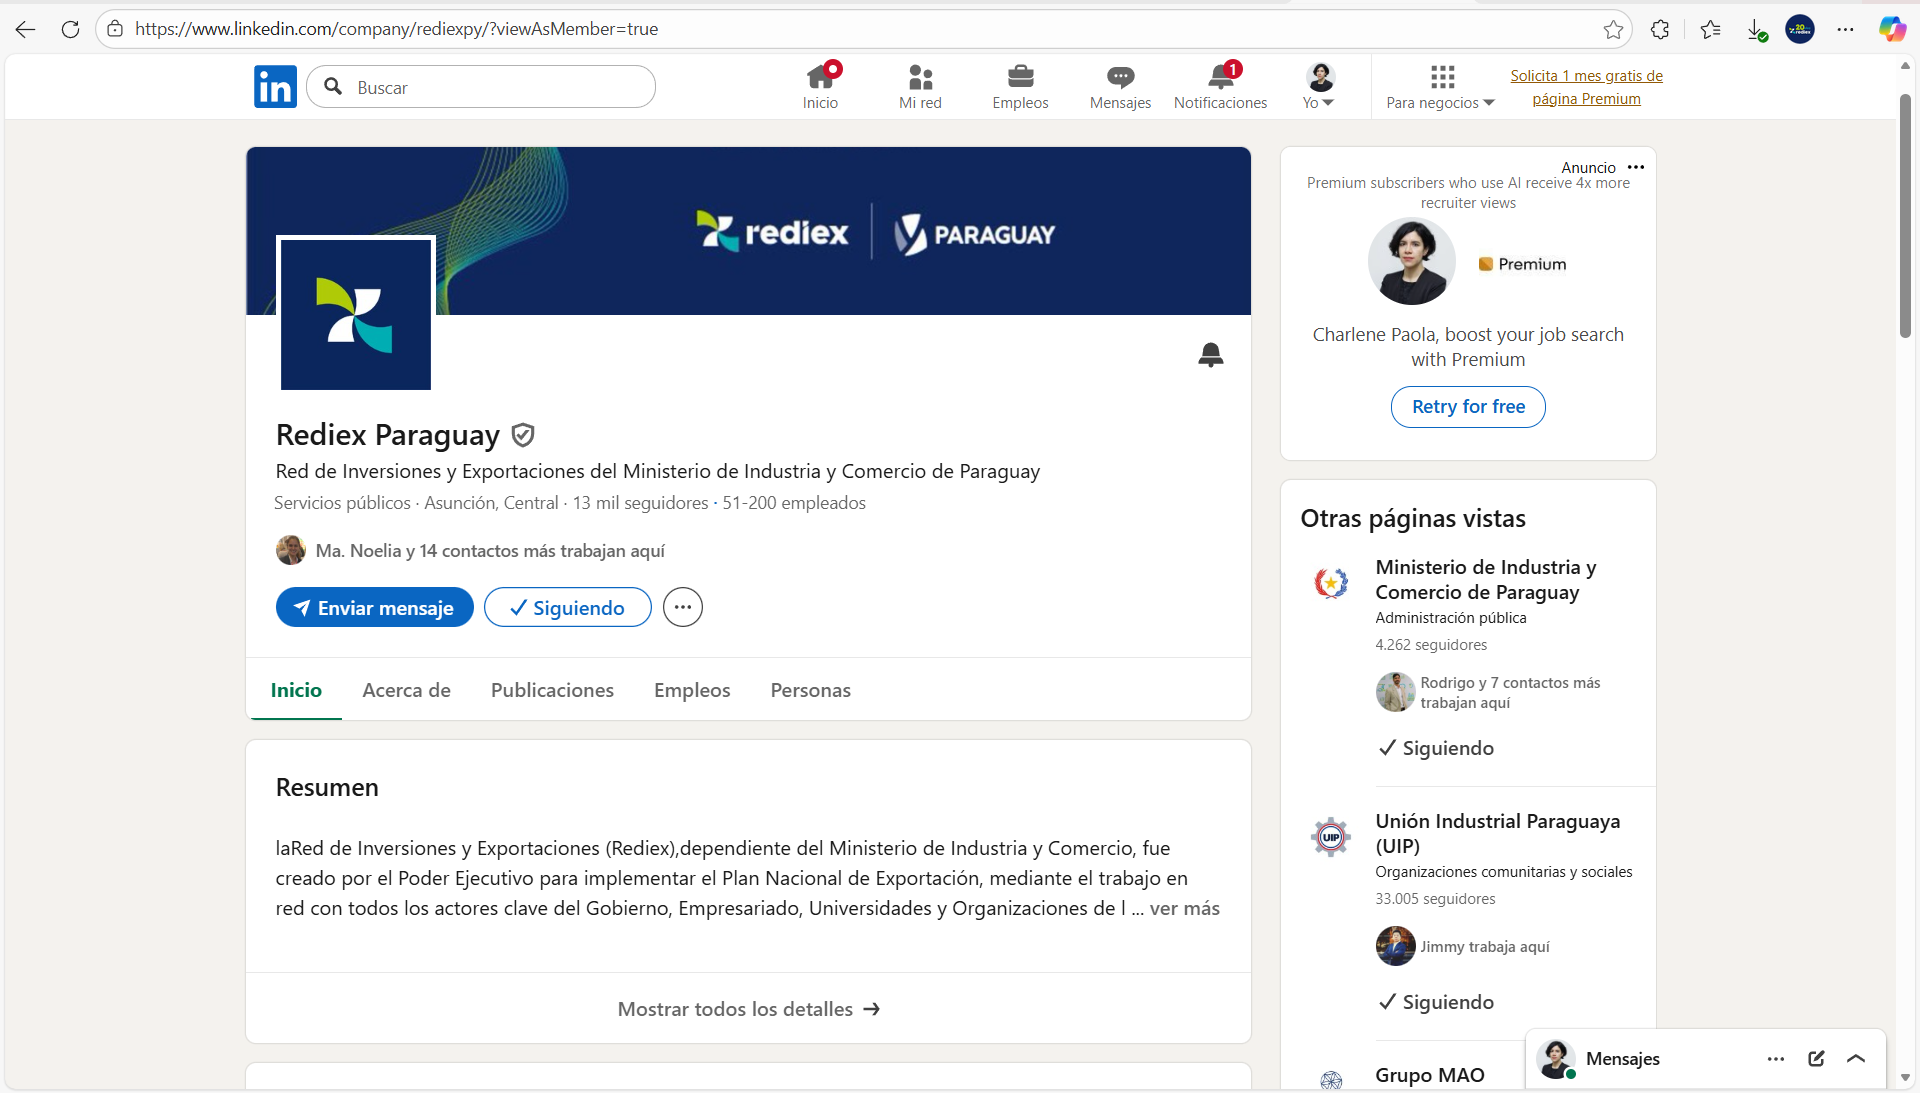 https://www.linkedin.com/company/rediexpy/?viewAsMember=true
in
Buscar
Inicio
Mi red
Empleos
Mensajes
1
Notificaciones
Yo
Para negocios
Solicita 1 mes gratis de
página Premium
rediex
PARAGUAY
Rediex Paraguay
Red de Inversiones y Exportaciones del Ministerio de Industria y Comercio de Paraguay
Servicios públicos · Asunción, Central · 13 mil seguidores · 51-200 empleados
Ma. Noelia y 14 contactos más trabajan aquí
Enviar mensaje
Siguiendo
Inicio
Acerca de
Publicaciones
Empleos
Personas
Resumen
laRed de Inversiones y Exportaciones (Rediex),dependiente del Ministerio de Industria y Comercio, fue
creado por el Poder Ejecutivo para implementar el Plan Nacional de Exportación, mediante el trabajo en
red con todos los actores clave del Gobierno, Empresariado, Universidades y Organizaciones de l ... ver más
Mostrar todos los detalles
Anuncio
Premium subscribers who use AI receive 4x more
recruiter views
Premium
Charlene Paola, boost your job search
with Premium
Retry for free
Otras páginas vistas
Ministerio de Industria y
Comercio de Paraguay
Administración pública
4.262 seguidores
Rodrigo y 7 contactos más
trabajan aquí
Siguiendo
UIP
Unión Industrial Paraguaya
(UIP)
Organizaciones comunitarias y sociales
33.005 seguidores
Jimmy trabaja aquí
Siguiendo
Grupo MAO
Mensajes